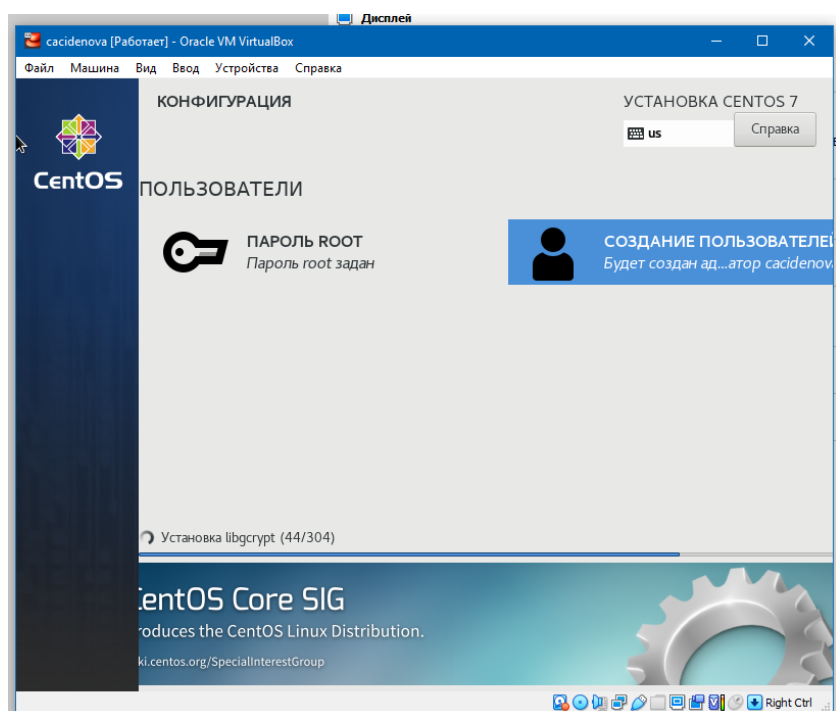 Дисплей
cacidenova [Работает] - Oracle VM VirtualBox
Файл Машина Вид Ввод Устройства Справка
КОНФИГУРАЦИЯ
УСТАНОВКА CENTOS 7
us
Справка
CentOS
ПОЛЬЗОВАТЕЛИ
ПАРОЛЬ ROOT
Пароль root задан
СОЗДАНИЕ ПОЛЬЗОВАТЕЛЕЙ
Будет создан ад...атор cacidenova
Установка libgcrypt (44/304)
CentOS Core SIG
roduces the CentOS Linux Distribution.
ki.centos.org/SpecialInterestGroup
Right Ctrl